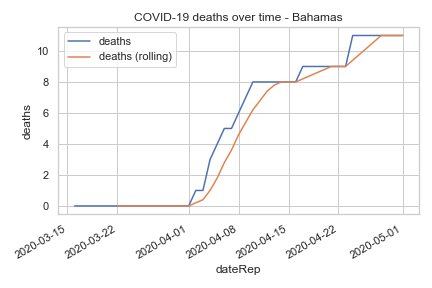 COVID-19 deaths over time - Bahamas
deaths
deaths (rolling)
10
8
6
4
2
0
deaths
2020-03-15
2020-03-22
2020-04-01
2020-04-08
2020-04-15
2020-04-22
2020-05-01
dateRep